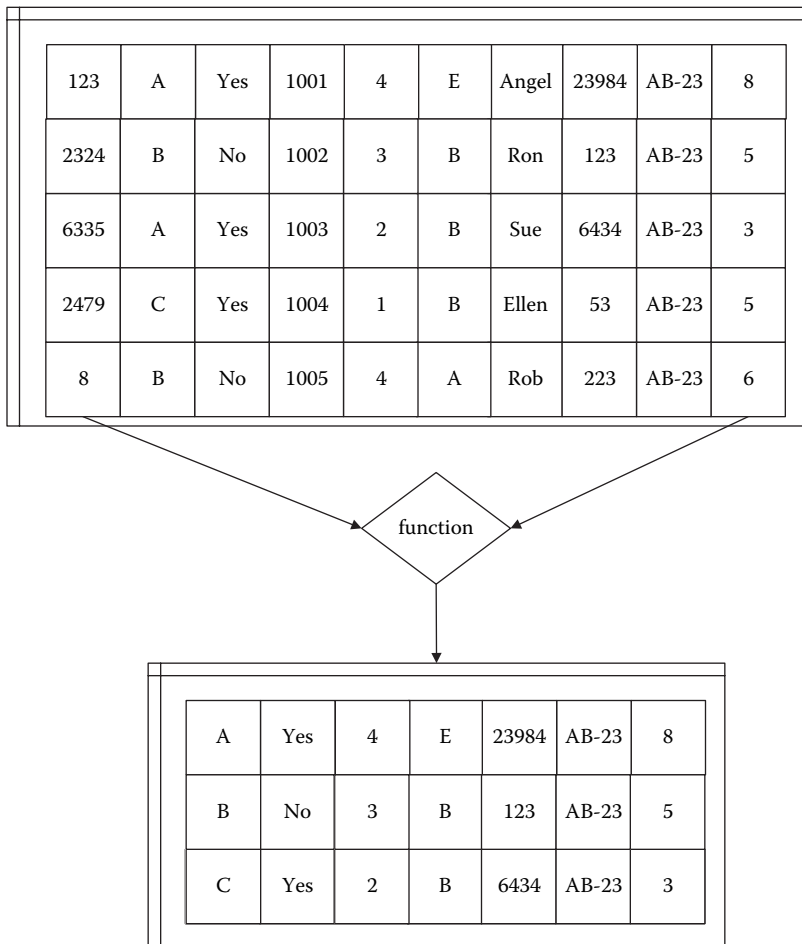 123 A Yes 1001 4 E Angel 23984 AB-23 8
2324 B No 1002 3 B Ron 123 AB-23 5
6335 A Yes 1003 2 B Sue 6434 AB-23 3
2479 C Yes 1004 1 B Ellen 53 AB-23 5
8 B No 1005 4 A Rob 223 AB-23 6
function
A Yes 4 E 23984 AB-23 8
B No 3 B 123 AB-23 5
C Yes 2 B 6434 AB-23 3